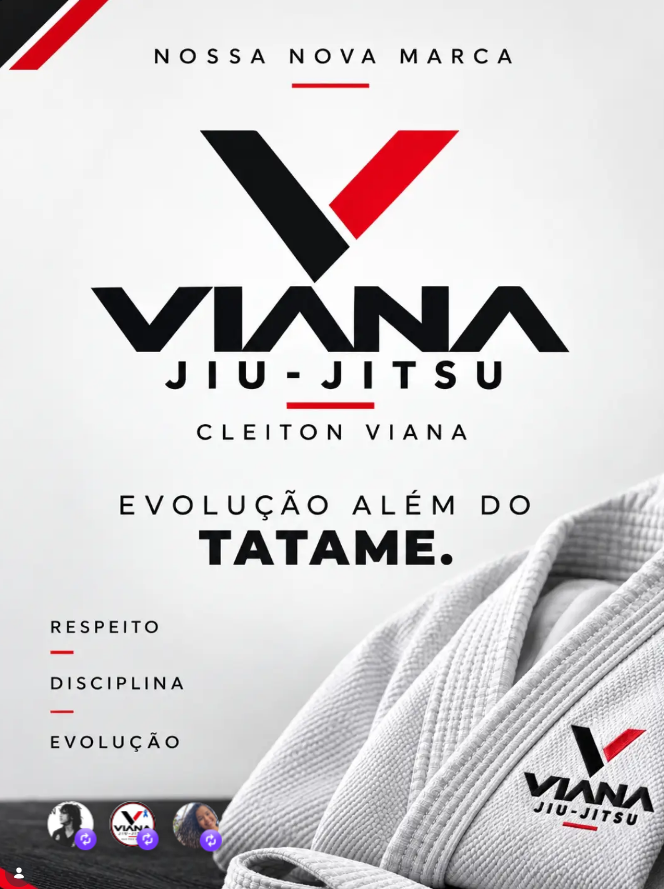 NOSSA NOVA MARCA
VIANA
JIU-JITSU
CLEITON VIANA
EVOLUÇÃO ALÉM DO
TATAME.
RESPEITO
DISCIPLINA
EVOLUÇÃO
VIANA
JIU-JITSU